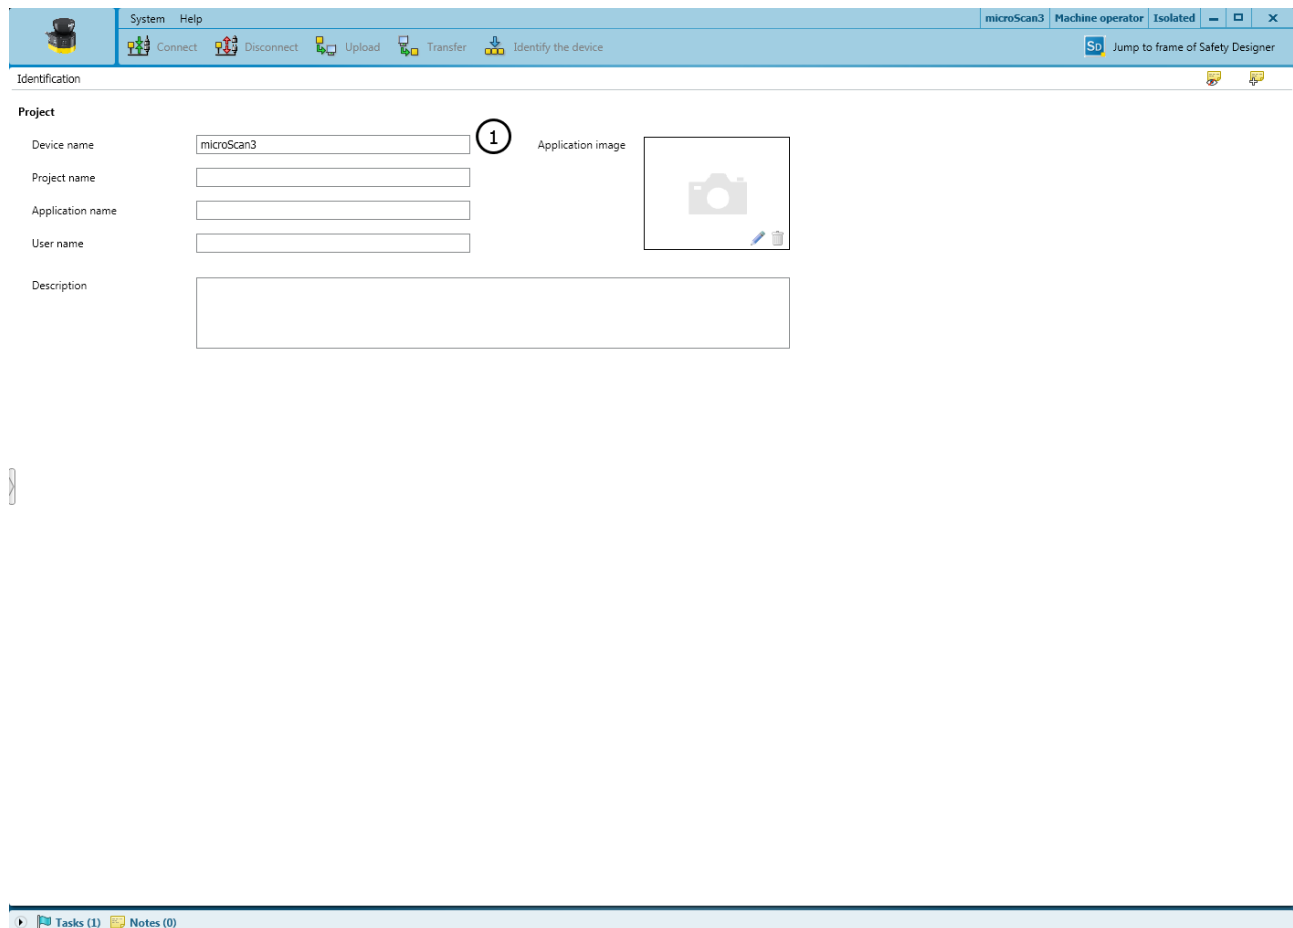 System Help microScan3 Machine operator Isolated
Connect Disconnect Upload Transfer Identify the device SD Jump to frame of Safety Designer
Identification
Project
Device name microScan3 1 Application image
Project name
Application name
User name
Description
Tasks (1) Notes (0)